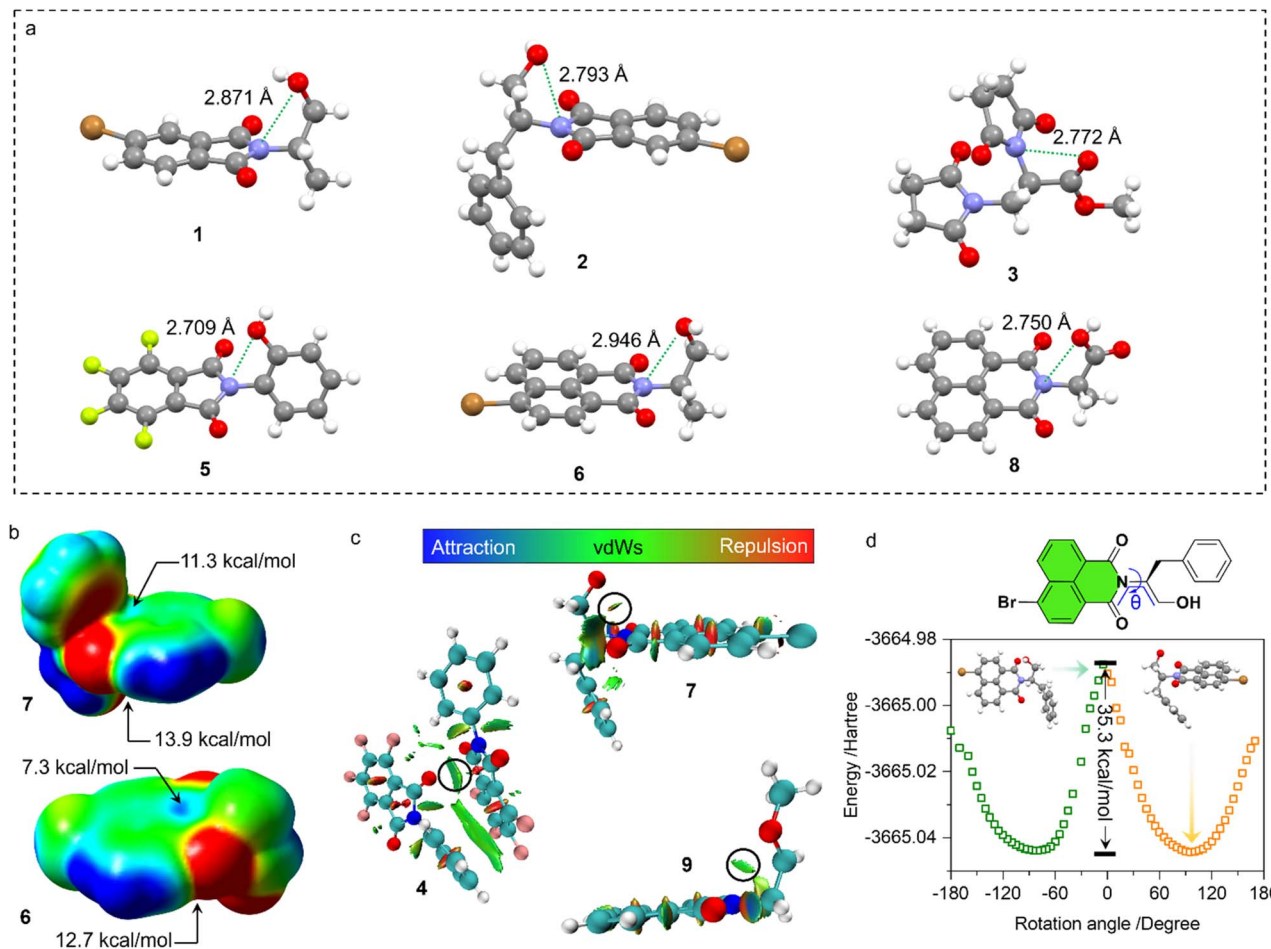 a
2.871 Å
1
2.793 Å
2
2.772 Å
3
2.709 Å
5
2.946 Å
6
2.750 Å
8
b
11.3 kcal/mol
7
13.9 kcal/mol
7.3 kcal/mol
6
12.7 kcal/mol
c
Attraction vdWs Repulsion
7
4
9
d
O
N
θ
OH
Br
O
-3664.98
-3665.00
-3665.02
-3665.04
Energy /Hartree
35.3 kcal/mol
-180 -120 -60 0 60 120 180
Rotation angle /Degree